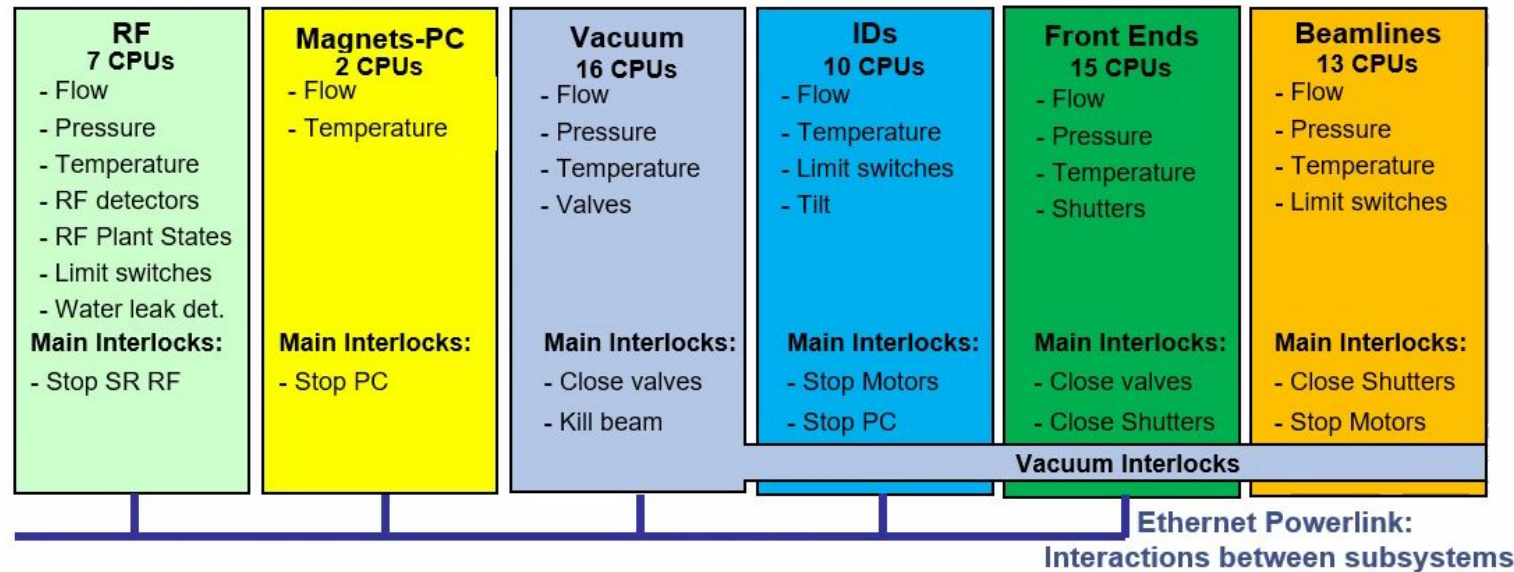 RF
7 CPUs
- Flow
- Pressure
- Temperature
- RF detectors
- RF Plant States
- Limit switches
- Water leak det.
Main Interlocks:
- Stop SR RF
Magnets-PC
2 CPUs
- Flow
- Temperature
Main Interlocks:
- Stop PC
Vacuum
16 CPUs
- Flow
- Pressure
- Temperature
- Valves
Main Interlocks:
- Close valves
- Kill beam
IDs
10 CPUs
- Flow
- Temperature
- Limit switches
- Tilt
Main Interlocks:
- Stop Motors
- Stop PC
Front Ends
15 CPUs
- Flow
- Pressure
- Temperature
- Shutters
Main Interlocks:
- Close valves
- Close Shutters
Beamlines
13 CPUs
- Flow
- Pressure
- Temperature
- Limit switches
Main Interlocks:
- Close Shutters
- Stop Motors
Vacuum Interlocks
Ethernet Powerlink:
Interactions between subsystems